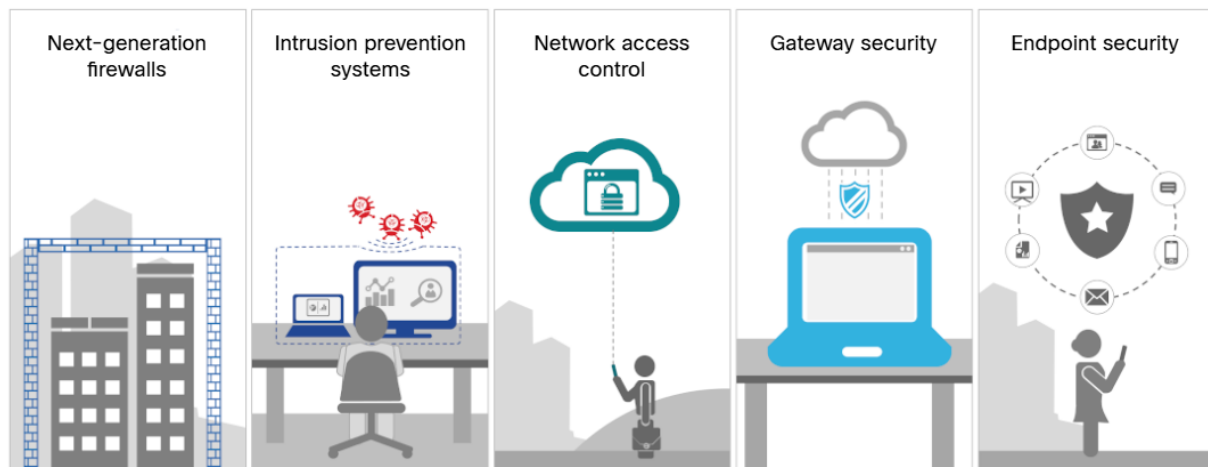 Next-generation
firewalls
Intrusion prevention
systems
Network access
control
Gateway security
Endpoint security